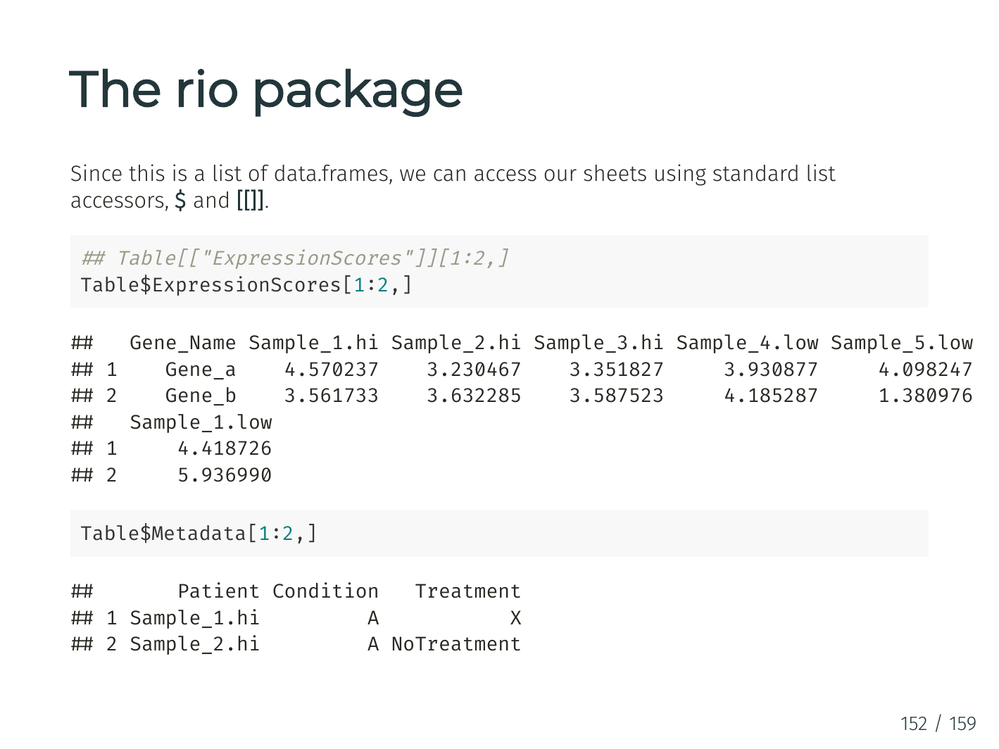 The rio package
Since this is a list of data.frames, we can access our sheets using standard list
accessors, $ and [[]].
## Table[["ExpressionScores"]][1:2,]
Table$ExpressionScores[1:2,]
##   Gene_Name Sample_1.hi Sample_2.hi Sample_3.hi Sample_4.low Sample_5.low
## 1    Gene_a    4.570237    3.230467    3.351827     3.930877     4.098247
## 2    Gene_b    3.561733    3.632285    3.587523     4.185287     1.380976
##   Sample_1.low
## 1     4.418726
## 2     5.936990
Table$Metadata[1:2,]
##       Patient Condition   Treatment
## 1 Sample_1.hi         A           X
## 2 Sample_2.hi         A NoTreatment
152 / 159